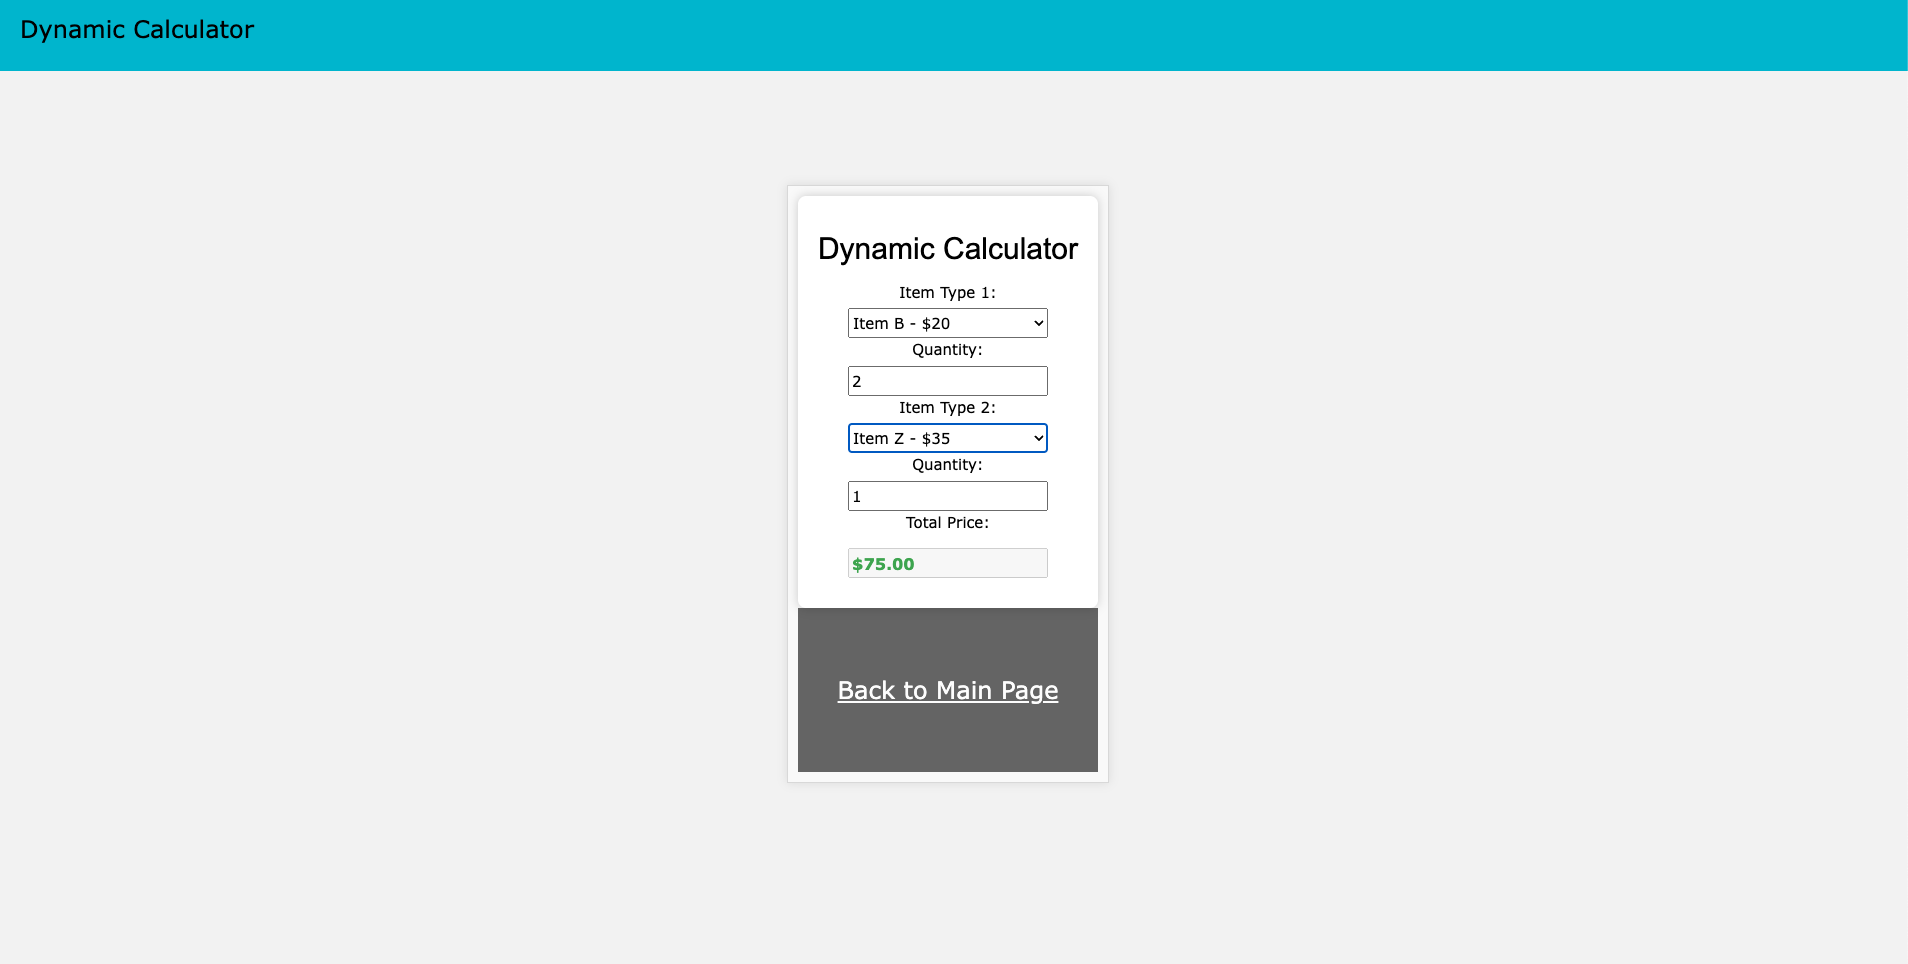 Dynamic Calculator
Dynamic Calculator
Item Type 1:
Item B - $20
Quantity:
2
Item Type 2:
Item Z - $35
Quantity:
1
Total Price:
$75.00
Back to Main Page